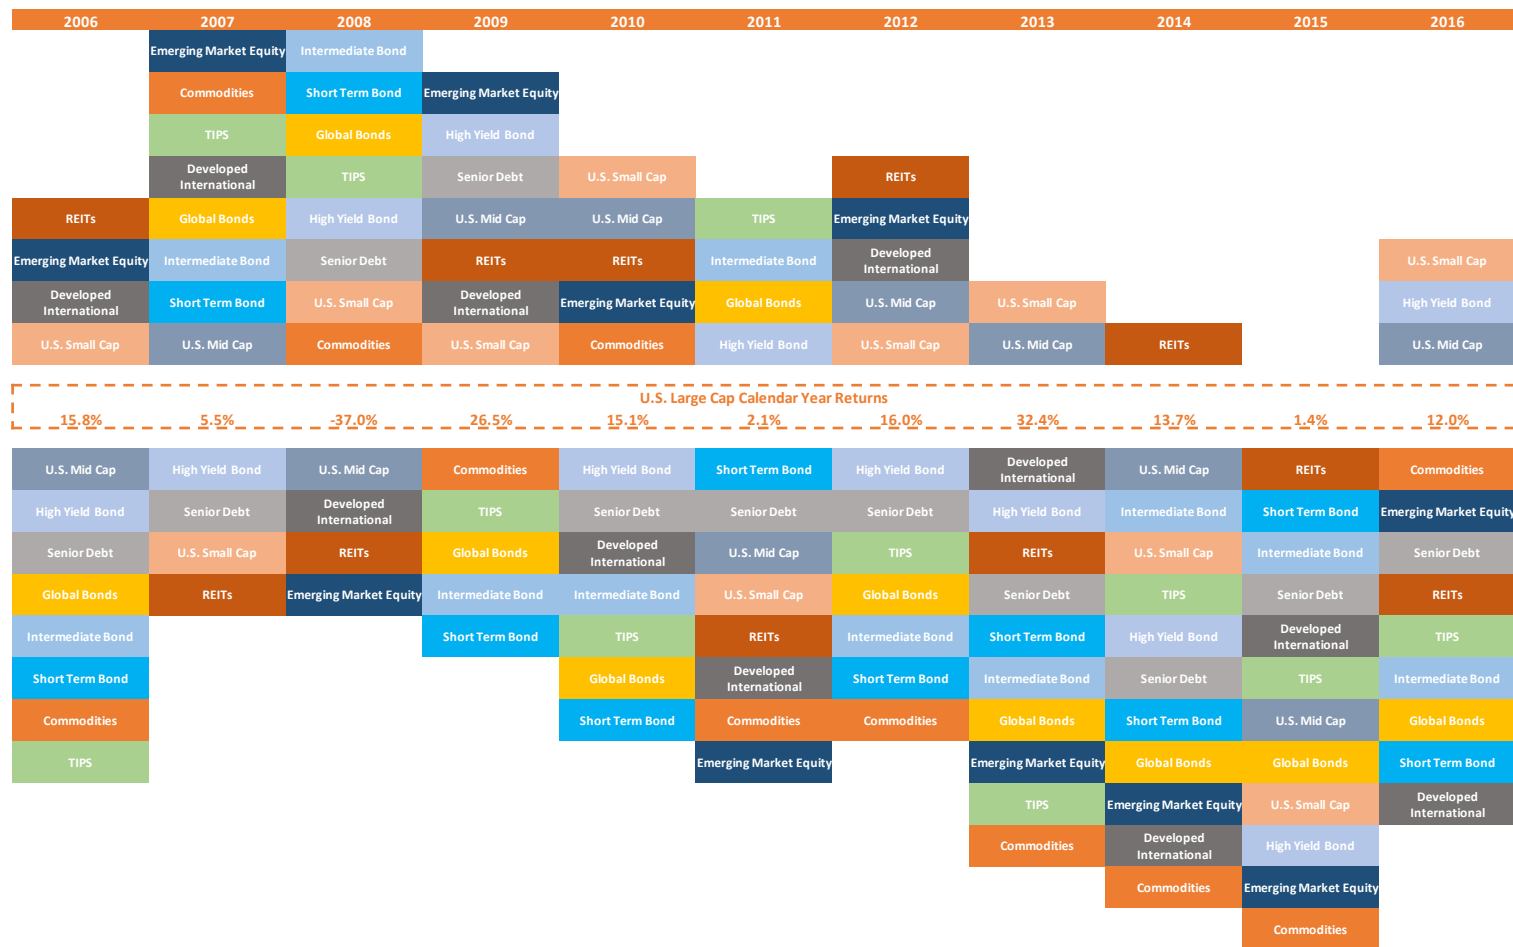 2006 2007 2008 2009 2010 2011 2012 2013 2014 2015 2016
Emerging Market Equity Intermediate Bond
Commodities Short Term Bond Emerging Market Equity
TIPS Global Bonds High Yield Bond
Developed International TIPS Senior Debt U.S. Small Cap REITs
REITs Global Bonds High Yield Bond U.S. Mid Cap U.S. Mid Cap TIPS Emerging Market Equity
Emerging Market Equity Intermediate Bond Senior Debt REITs REITs Intermediate Bond Developed International U.S. Small Cap
Developed International Short Term Bond U.S. Small Cap Developed International Emerging Market Equity Global Bonds U.S. Mid Cap U.S. Small Cap High Yield Bond
U.S. Small Cap U.S. Mid Cap Commodities U.S. Small Cap Commodities High Yield Bond U.S. Small Cap U.S. Mid Cap REITs U.S. Mid Cap
U.S. Large Cap Calendar Year Returns
15.8% 5.5% -37.0% 26.5% 15.1% 2.1% 16.0% 32.4% 13.7% 1.4% 12.0%
U.S. Mid Cap High Yield Bond U.S. Mid Cap Commodities High Yield Bond Short Term Bond High Yield Bond Developed International U.S. Mid Cap REITs Commodities
High Yield Bond Senior Debt Developed International TIPS Senior Debt Senior Debt Senior Debt High Yield Bond Intermediate Bond Short Term Bond Emerging Market Equity
Senior Debt U.S. Small Cap REITs Global Bonds Developed International U.S. Mid Cap TIPS REITs U.S. Small Cap Intermediate Bond Senior Debt
Global Bonds REITs Emerging Market Equity Intermediate Bond Intermediate Bond U.S. Small Cap Global Bonds Senior Debt TIPS Senior Debt REITs
Intermediate Bond Short Term Bond TIPS REITs Intermediate Bond Short Term Bond High Yield Bond Developed International TIPS
Short Term Bond Global Bonds Developed International Short Term Bond Intermediate Bond Senior Debt TIPS Intermediate Bond
Commodities Short Term Bond Commodities Commodities Global Bonds Short Term Bond U.S. Mid Cap Global Bonds
TIPS Emerging Market Equity Emerging Market Equity Global Bonds Global Bonds Short Term Bond
TIPS Emerging Market Equity U.S. Small Cap Developed International
Commodities Developed International High Yield Bond
Commodities Emerging Market Equity
Commodities